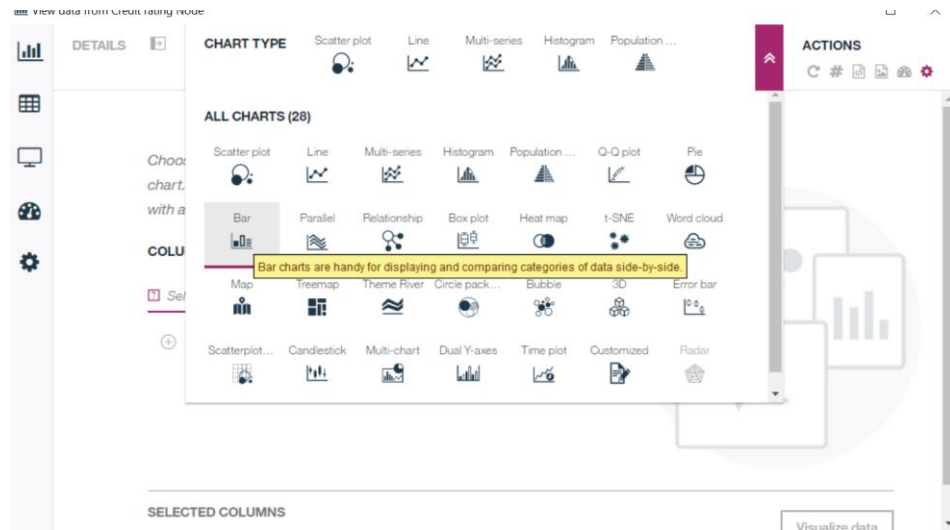 View data from Credit rating Node
DETAILS
CHART TYPE
Scatter plot Line Multi-series Histogram Population ...
ACTIONS
ALL CHARTS (28)
Scatter plot Line Multi-series Histogram Population ... Q-Q plot Pie
Choo
chart.
with a
Bar Parallel Relationship Box plot Heat map t-SNE Word cloud
COLU
Bar charts are handy for displaying and comparing categories of data side-by-side.
Map Treemap Theme River Circle pack... Bubble 3D Error bar
Sel
Scatterplot... Candlestick Multi-chart Dual Y-axes Time plot Customized Radar
SELECTED COLUMNS
Visualize data